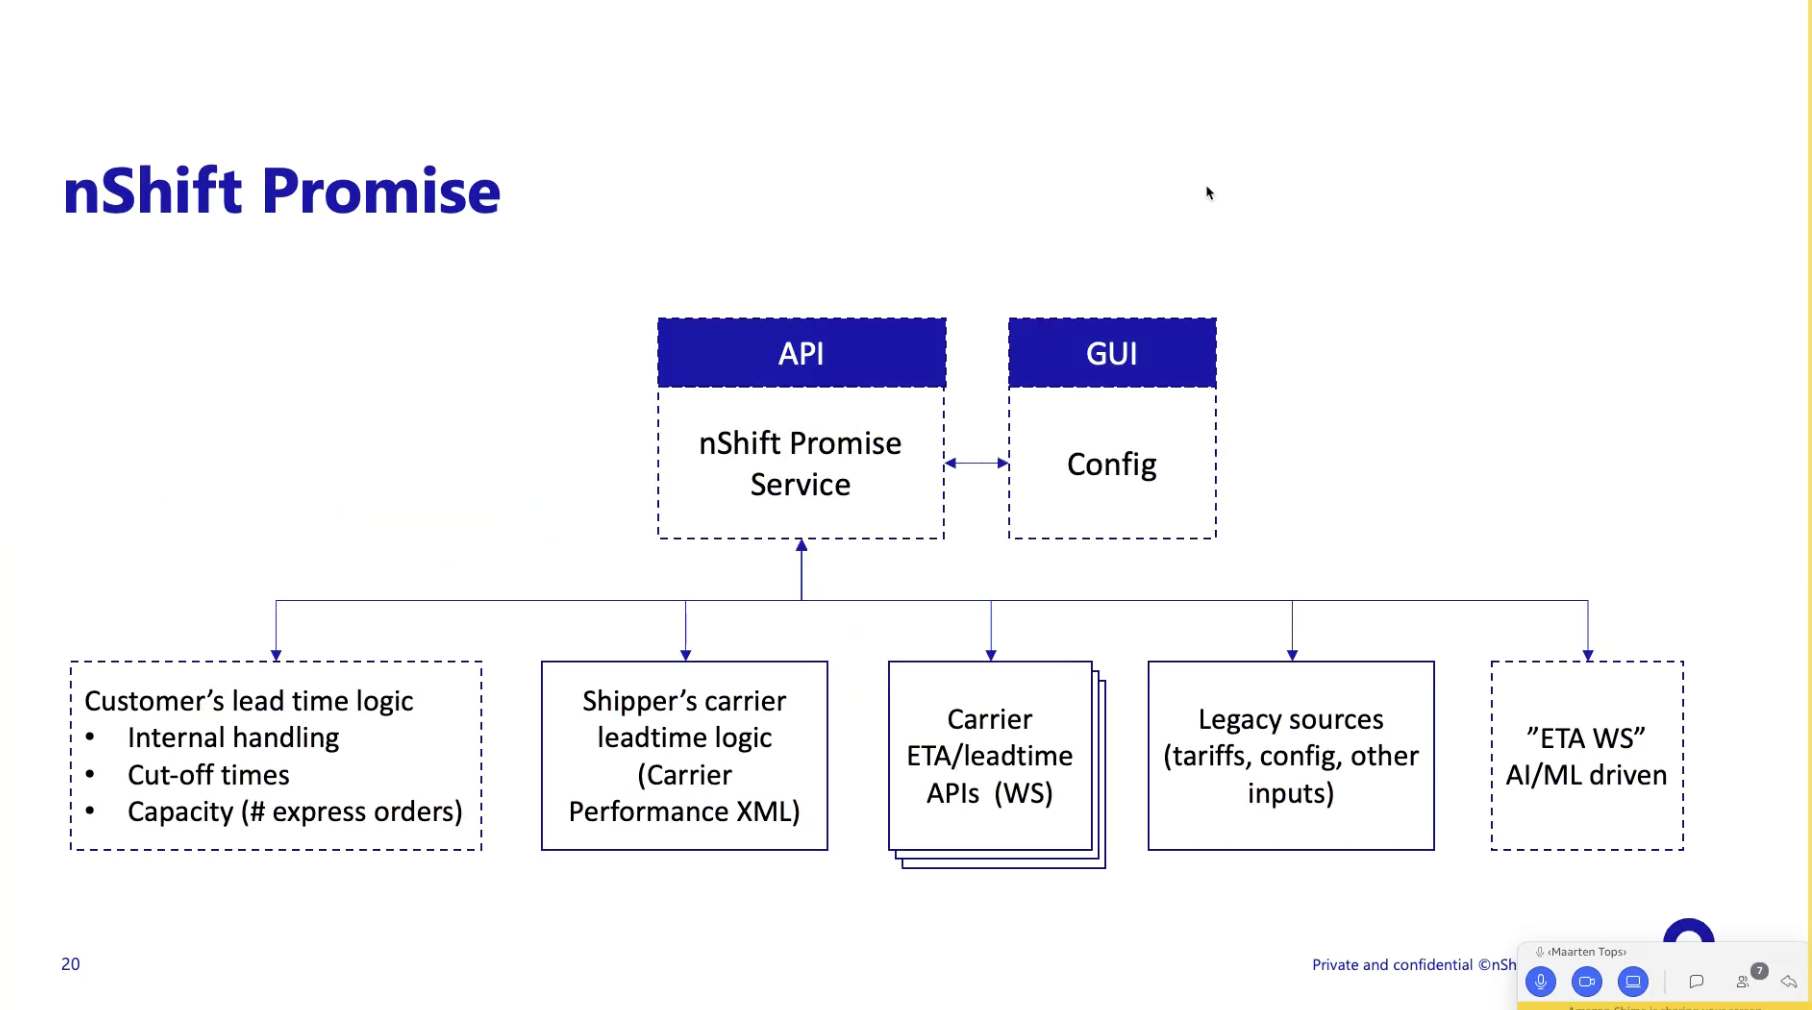 nShift Promise
API
GUI
nShift Promise
Service
Config
Customer’s lead time logic
• Internal handling
• Cut-off times
• Capacity (# express orders)
Shipper’s carrier
leadtime logic
(Carrier
Performance XML)
Carrier
ETA/leadtime
APIs (WS)
Legacy sources
(tariffs, config, other
inputs)
”ETA WS”
AI/ML driven
20
Private and confidential ©nSh
‹Maarten Tops›
7